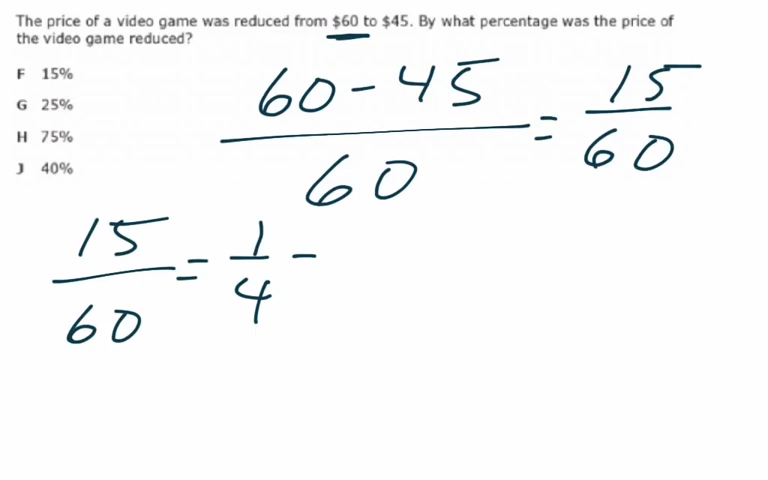 The price of a video game was reduced from $60 to $45. By what percentage was the price of
the video game reduced?
F 15%
G 25%
H 75%
J 40%
60 - 45
60
=
15
60
15
60
=
1
4
-